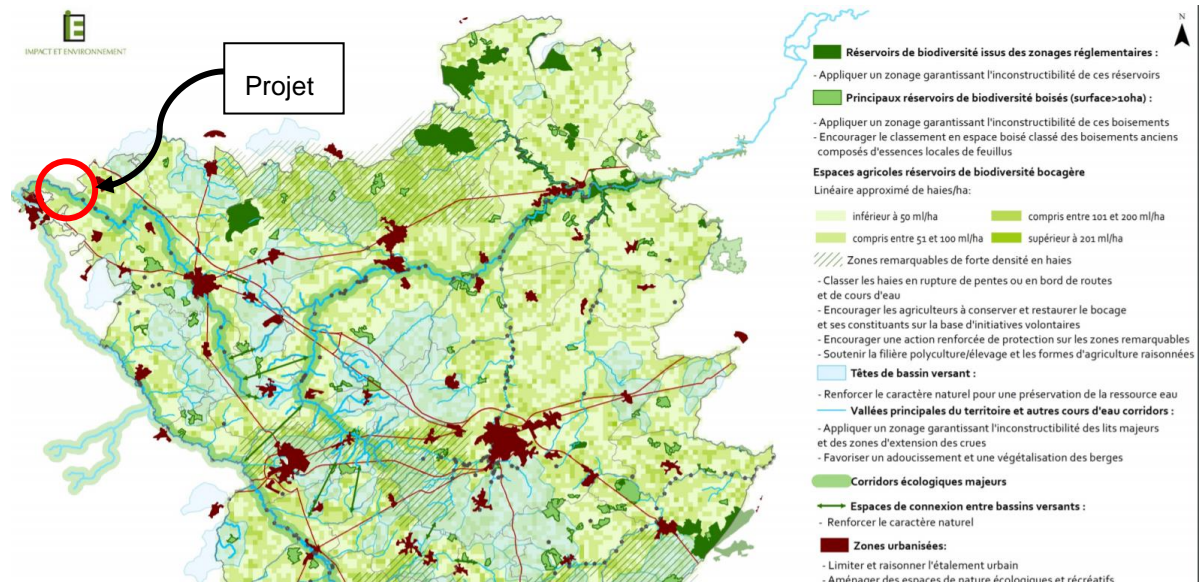 IMPACT ET ENVIRONNEMENT
Projet
N
Réservoirs de biodiversité issus des zonages réglementaires :
- Appliquer un zonage garantissant l'inconstructibilité de ces réservoirs
Principaux réservoirs de biodiversité boisés (surface>10ha) :
- Appliquer un zonage garantissant l'inconstructibilité de ces boisements
- Encourager le classement en espace boisé classé des boisements anciens
composés d'essences locales de feuillus
Espaces agricoles réservoirs de biodiversité bocagère
Linéaire approximé de haies/ha:
inférieur à 50 ml/ha compris entre 101 et 200 ml/ha
compris entre 51 et 100 ml/ha supérieur à 201 ml/ha
Zones remarquables de forte densité en haies
- Classer les haies en rupture de pentes ou en bord de routes
et de cours d'eau
- Encourager les agriculteurs à conserver et restaurer le bocage
et ses constituants sur la base d'initiatives volontaires
- Encourager une action renforcée de protection sur les zones remarquables
- Soutenir la filière polyculture/élevage et les formes d'agriculture raisonnées
Têtes de bassin versant :
- Renforcer le caractère naturel pour une préservation de la ressource eau
Vallées principales du territoire et autres cours d'eau corridors :
- Appliquer un zonage garantissant l'inconstructibilité des lits majeurs
et des zones d'extension des crues
- Favoriser un adoucissement et une végétalisation des berges
Corridors écologiques majeurs
Espaces de connexion entre bassins versants :
- Renforcer le caractère naturel
Zones urbanisées:
- Limiter et raisonner l'étalement urbain
- Aménager des espaces de nature écologiques et récréatifs